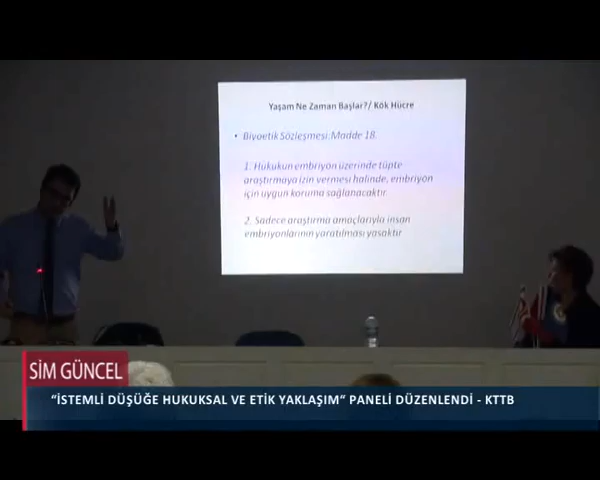 Yaşam Ne Zaman Başlar?/ Kök Hücre
• Biyoetik Sözleşmesi:Madde 18.
1. Hukukun embriyon üzerinde tüpte
araştırmaya izin vermesi halinde, embriyon
için uygun koruma sağlanacaktır.
2. Sadece araştırma amaçlarıyla insan
embriyonlarının yaratılması yasaktır.
SİM GÜNCEL
“İSTEMLİ DÜŞÜĞE HUKUKSAL VE ETİK YAKLAŞIM“ PANELİ DÜZENLENDİ - KTTB